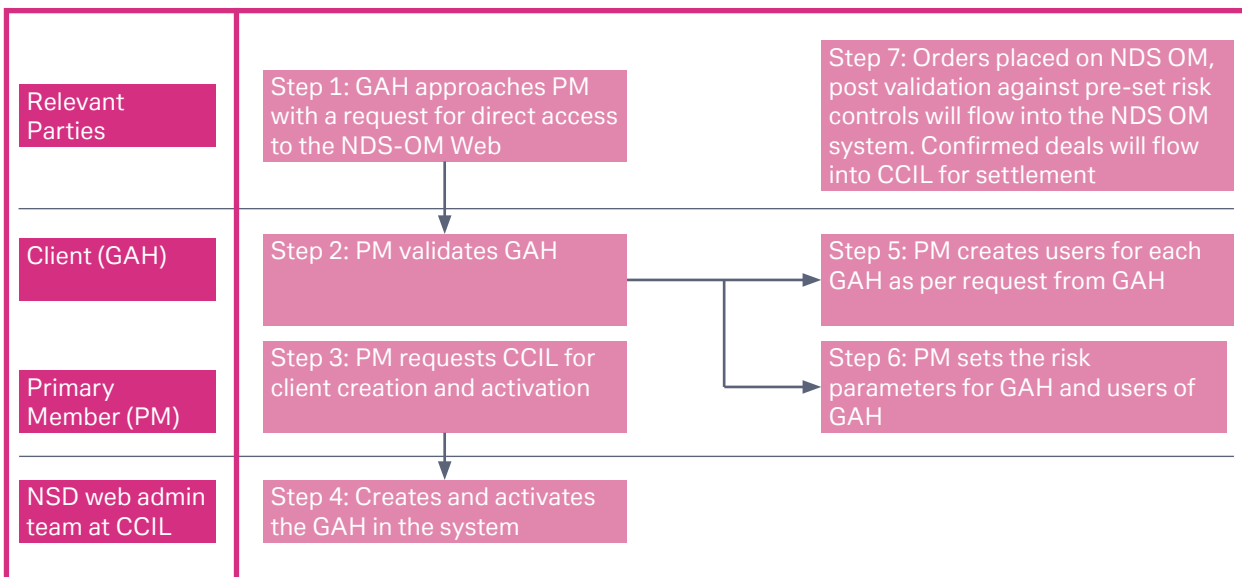 Relevant
Parties
Step 1: GAH approaches PM
with a request for direct access
to the NDS-OM Web
Step 7: Orders placed on NDS OM,
post validation against pre-set risk
controls will flow into the NDS OM
system. Confirmed deals will flow
into CCIL for settlement
Client (GAH)
Step 2: PM validates GAH
Step 5: PM creates users for each
GAH as per request from GAH
Primary
Member (PM)
Step 3: PM requests CCIL for
client creation and activation
Step 6: PM sets the risk
parameters for GAH and users of
GAH
NSD web admin
team at CCIL
Step 4: Creates and activates
the GAH in the system